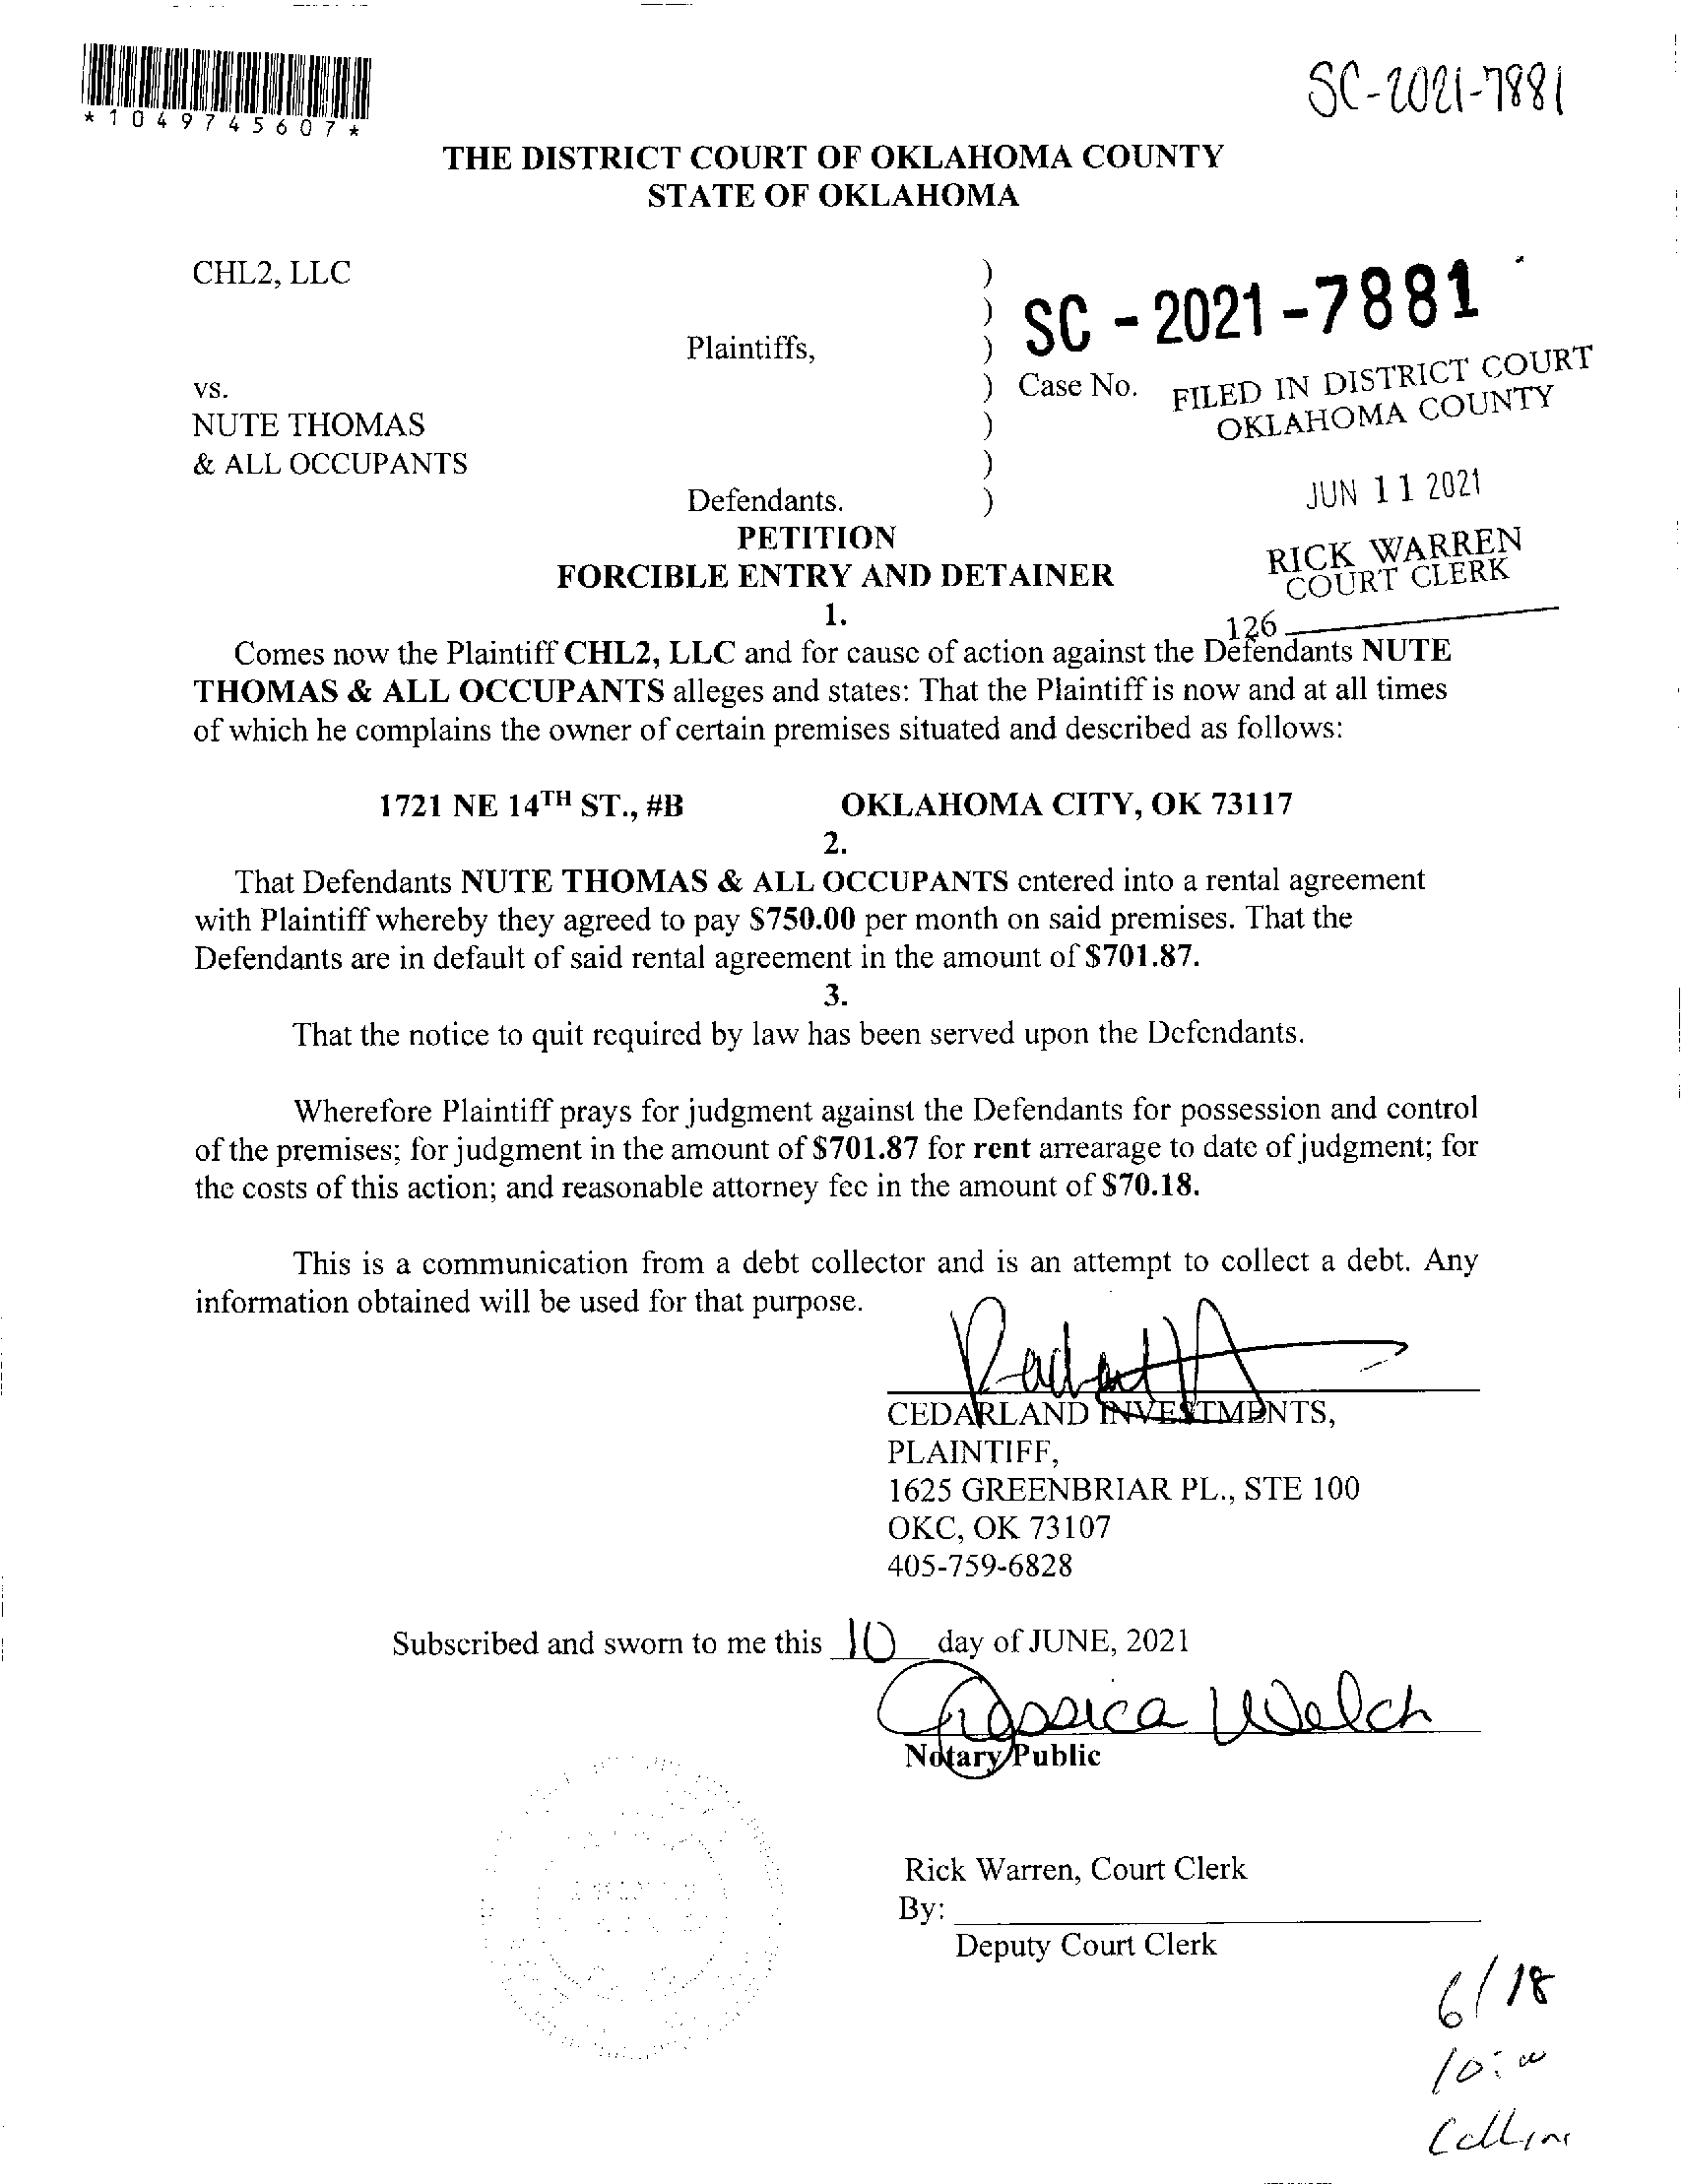 SC-2021-7881
*1049745607*
THE DISTRICT COURT OF OKLAHOMA COUNTY
STATE OF OKLAHOMA
CHL2, LLC )
)
Plaintiffs, )
SC - 2021 - 7881
vs. ) Case No.
NUTE THOMAS )
& ALL OCCUPANTS )
Defendants. )
FILED IN DISTRICT COURT
OKLAHOMA COUNTY
JUN 11 2021
RICK WARREN
COURT CLERK
126
PETITION
FORCIBLE ENTRY AND DETAINER
1.
Comes now the Plaintiff CHL2, LLC and for cause of action against the Defendants NUTE
THOMAS & ALL OCCUPANTS alleges and states: That the Plaintiff is now and at all times
of which he complains the owner of certain premises situated and described as follows:
1721 NE 14TH ST., #B OKLAHOMA CITY, OK 73117
2.
That Defendants NUTE THOMAS & ALL OCCUPANTS entered into a rental agreement
with Plaintiff whereby they agreed to pay $750.00 per month on said premises. That the
Defendants are in default of said rental agreement in the amount of $701.87.
3.
That the notice to quit required by law has been served upon the Defendants.
Wherefore Plaintiff prays for judgment against the Defendants for possession and control
of the premises; for judgment in the amount of $701.87 for rent arrearage to date of judgment; for
the costs of this action; and reasonable attorney fee in the amount of $70.18.
This is a communication from a debt collector and is an attempt to collect a debt. Any
information obtained will be used for that purpose.
CEDARLAND INVESTMENTS,
PLAINTIFF,
1625 GREENBRIAR PL., STE 100
OKC, OK 73107
405-759-6828
Subscribed and sworn to me this 10 day of JUNE, 2021
Jessica Welch
Notary Public
Rick Warren, Court Clerk
By:
Deputy Court Clerk
6/18
10:00